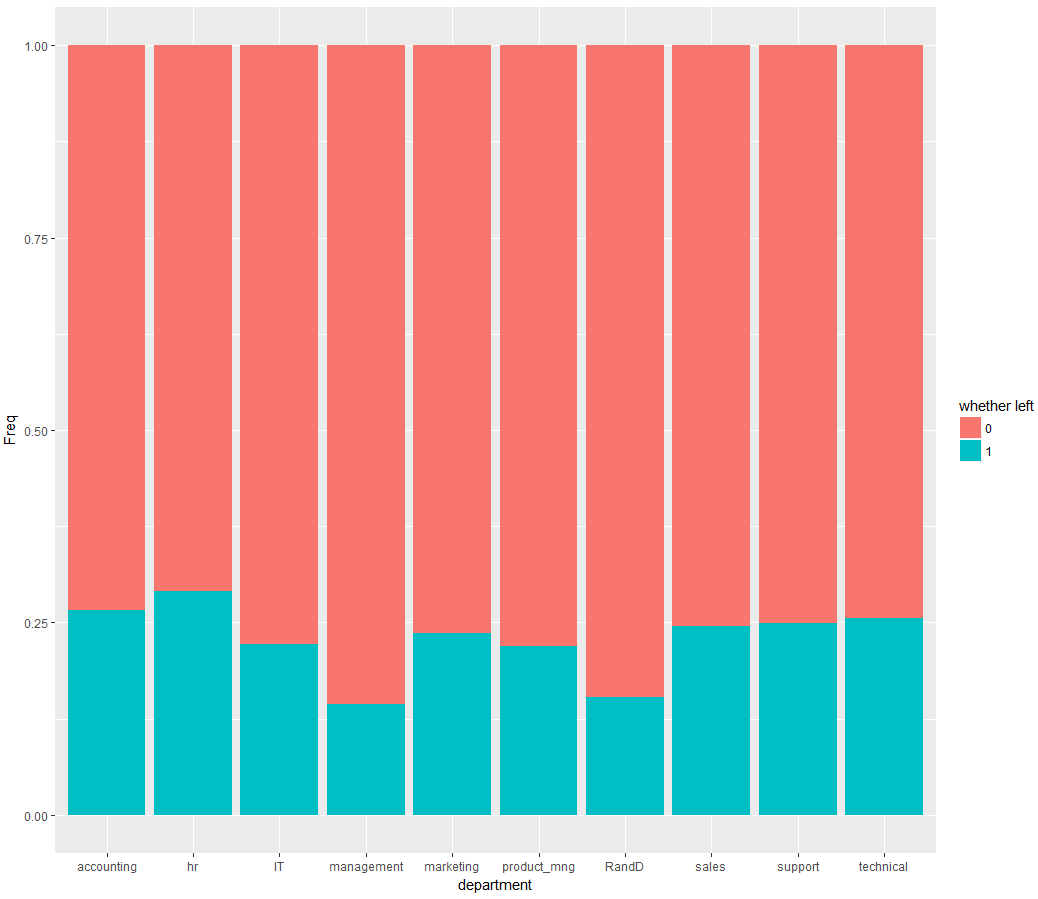 1.00
0.75
0.50
0.25
0.00
Freq
accounting hr IT management marketing product_mng RandD sales support technical
department
whether left
0
1